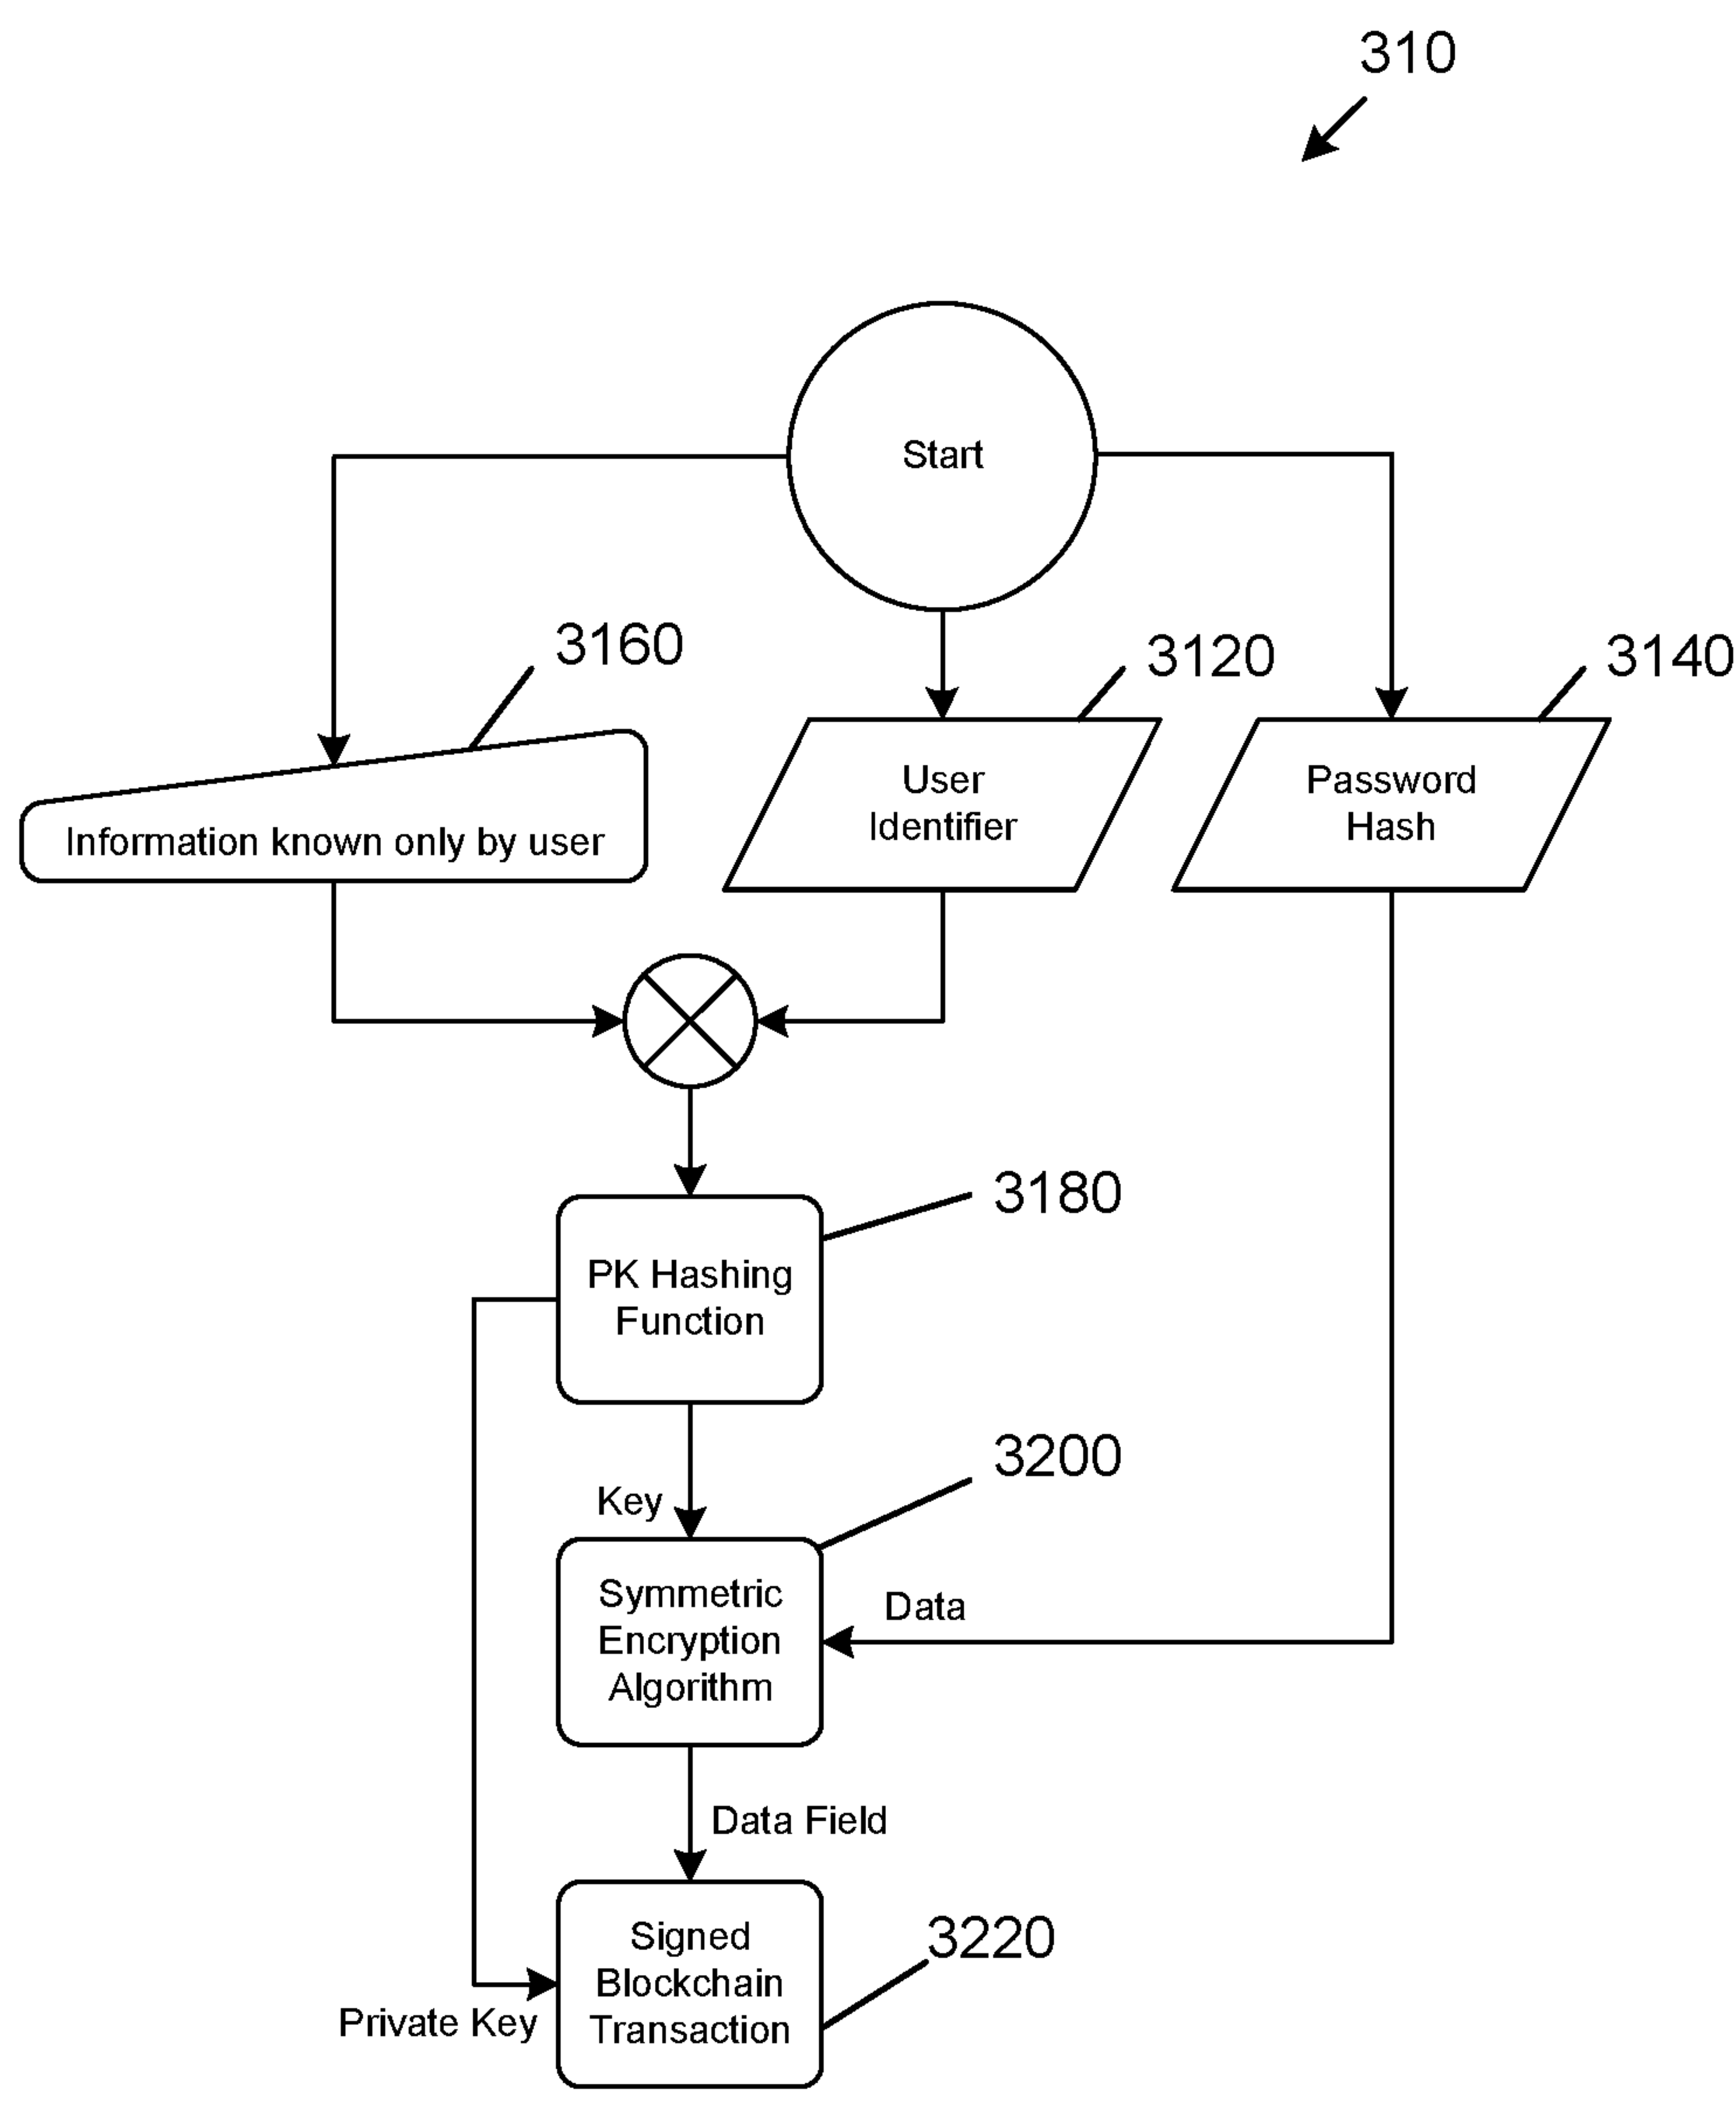 310
Start
3160
3120
3140
User
Identifier
Password
Hash
Information known only by user
3180
PK Hashing
Function
3200
Key
Symmetric
Encryption
Algorithm
Data
Data Field
3220
Signed
Blockchain
Transaction
Private Key